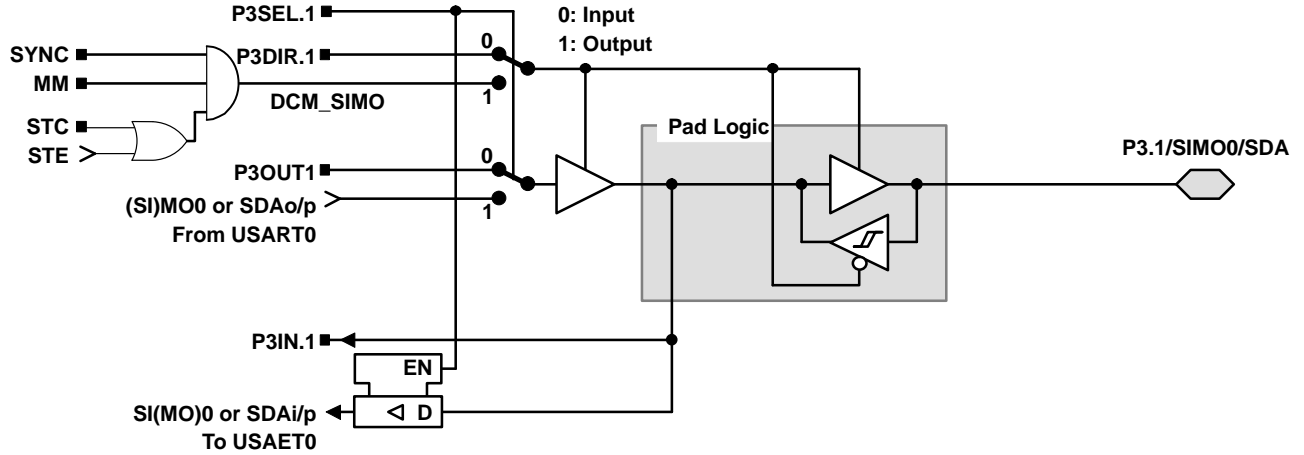 P3SEL.1
0: Input
1: Output
SYNC
P3DIR.1
0
MM
1
DCM_SIMO
STC
STE
Pad Logic
P3.1/SIMO0/SDA
P3OUT1
0
(SI)MO0 or SDAo/p
1
From USART0
P3IN.1
EN
SI(MO)0 or SDAi/p
D
To USAET0